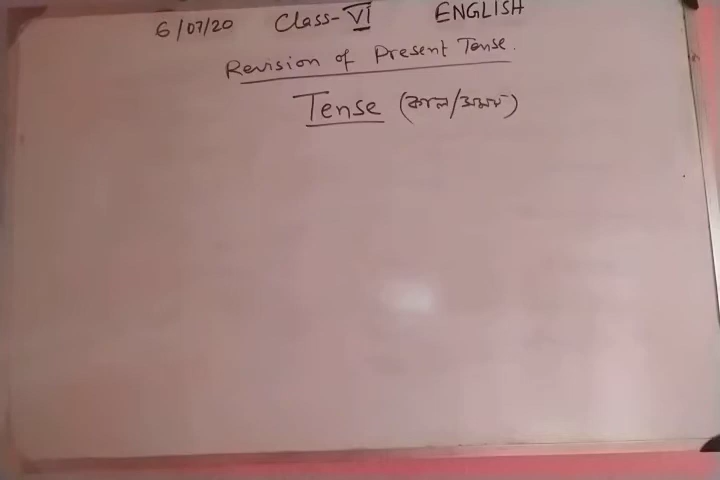 6/07/20 Class-VI ENGLISH
Revision of Present Tense.
Tense (কাল/সময়)